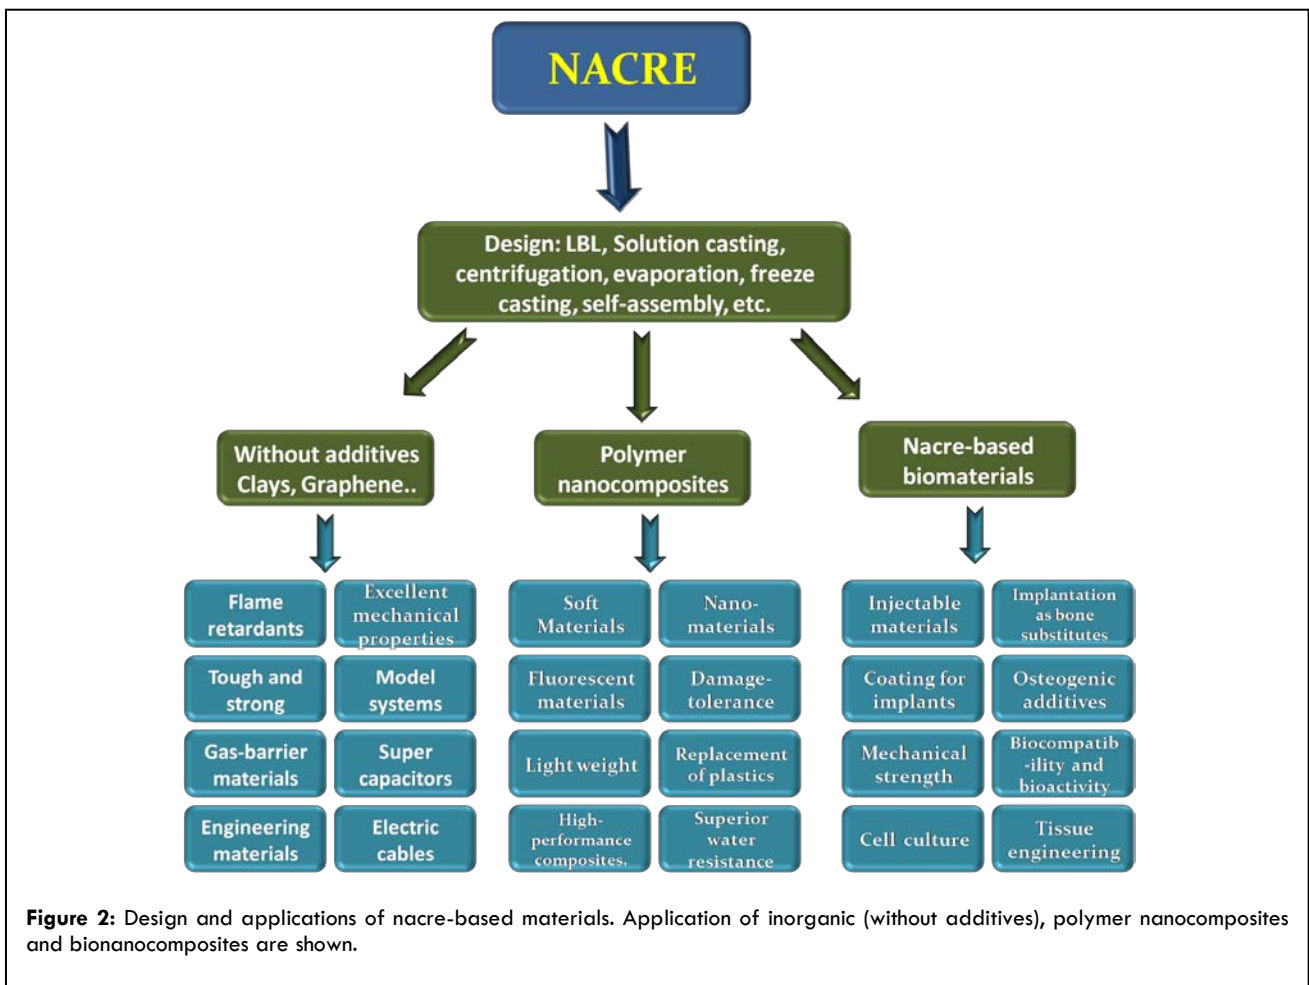 NACRE
Design: LBL, Solution casting,
centrifugation, evaporation, freeze
casting, self-assembly, etc.
Without additives
Clays, Graphene..
Polymer
nanocomposites
Nacre-based
biomaterials
Flame
retardants
Excellent
mechanical
properties
Soft
Materials
Nano-
materials
Injectable
materials
Implantation
as bone
substitutes
Tough and
strong
Model
systems
Fluorescent
materials
Damage-
tolerance
Coating for
implants
Osteogenic
additives
Gas-barrier
materials
Super
capacitors
Light weight
Replacement
of plastics
Mechanical
strength
Biocompatib
-ility and
bioactivity
Engineering
materials
Electric
cables
High-
performance
composites.
Superior
water
resistance
Cell culture
Tissue
engineering
Figure 2: Design and applications of nacre-based materials. Application of inorganic (without additives), polymer nanocomposites
and bionanocomposites are shown.